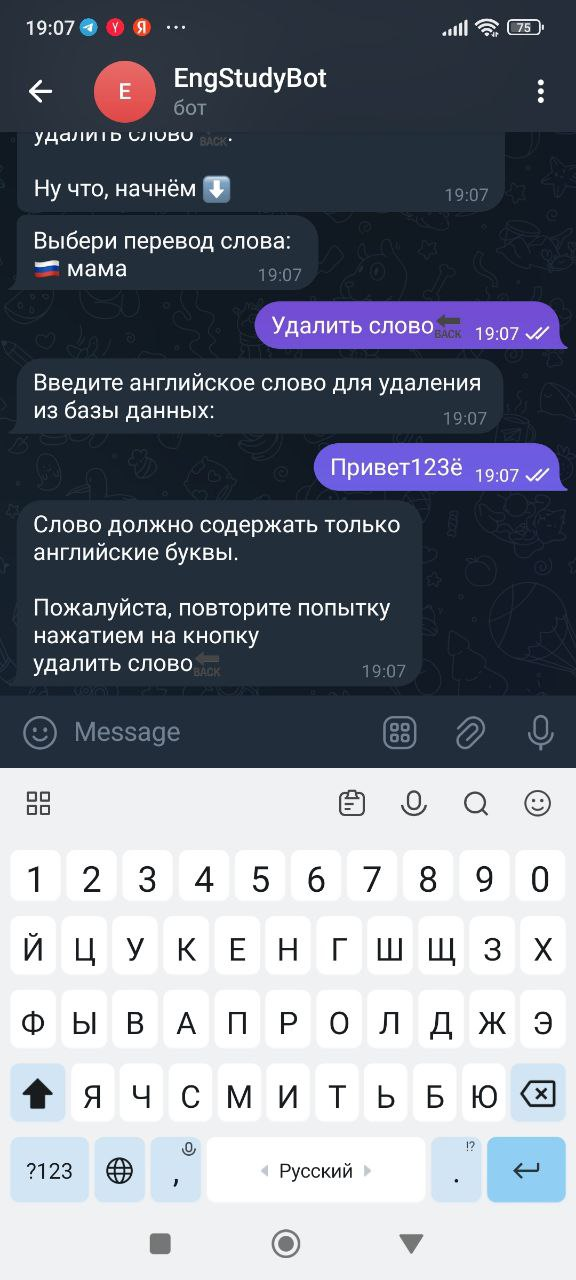 19:07
75
E
EngStudyBot
бот
удалить слово BACK.
Ну что, начнём
19:07
Выбери перевод слова:
мама
19:07
Удалить слово BACK 19:07
Введите английское слово для удаления
из базы данных:
19:07
Привет123ё 19:07
Слово должно содержать только
английские буквы.
Пожалуйста, повторите попытку
нажатием на кнопку
удалить слово BACK
19:07
Message
1 2 3 4 5 6 7 8 9 0
Й Ц У К Е Н Г Ш Щ З Х
Ф Ы В А П Р О Л Д Ж Э
Я Ч С М И Т Ь Б Ю
?123 , Русский . !?